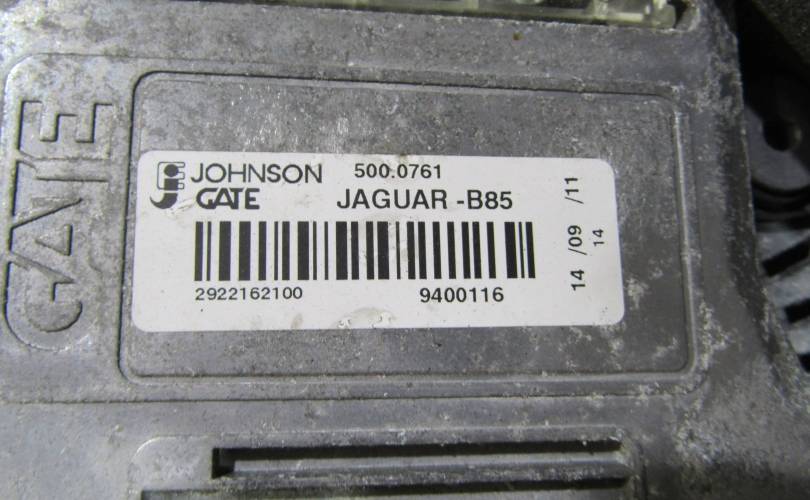 GATE
JOHNSON 500.0761
GATE JAGUAR -B85
2922162100 9400116
14 /09 /11
14